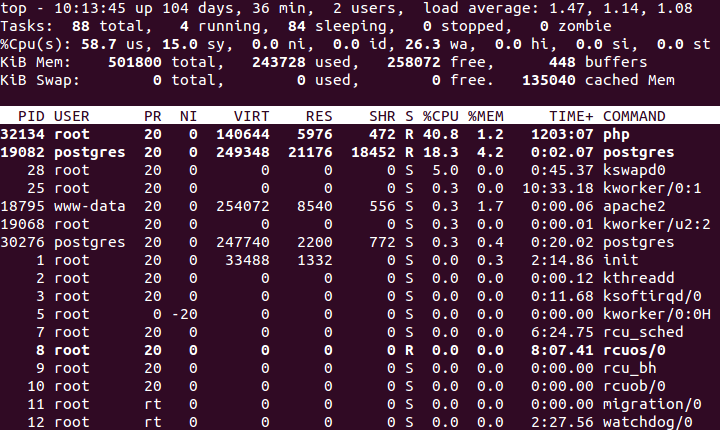 top - 10:13:45 up 104 days, 36 min,  2 users,  load average: 1.47, 1.14, 1.08
Tasks:  88 total,   4 running,  84 sleeping,   0 stopped,   0 zombie
%Cpu(s): 58.7 us, 15.0 sy,  0.0 ni,  0.0 id, 26.3 wa,  0.0 hi,  0.0 si,  0.0 st
KiB Mem:    501800 total,   243728 used,   258072 free,      448 buffers
KiB Swap:        0 total,        0 used,        0 free.   135040 cached Mem
PID USER      PR  NI    VIRT    RES    SHR S %CPU %MEM     TIME+ COMMAND
32134 root      20   0  140644   5976    472 R 40.8  1.2   1203:07 php
19082 postgres  20   0  249348  21176  18452 R 18.3  4.2   0:02.07 postgres
28 root      20   0       0      0      0 S  5.0  0.0   0:45.37 kswapd0
25 root      20   0       0      0      0 S  0.3  0.0  10:33.18 kworker/0:1
18795 www-data  20   0  254072   8540    556 S  0.3  1.7   0:00.06 apache2
19068 root      20   0       0      0      0 S  0.3  0.0   0:00.01 kworker/u2:2
30276 postgres  20   0  247740   2200    772 S  0.3  0.4   0:20.02 postgres
1 root      20   0   33488   1332      0 S  0.0  0.3   2:14.86 init
2 root      20   0       0      0      0 S  0.0  0.0   0:00.12 kthreadd
3 root      20   0       0      0      0 S  0.0  0.0   0:11.68 ksoftirqd/0
5 root       0 -20       0      0      0 S  0.0  0.0   0:00.00 kworker/0:0H
7 root      20   0       0      0      0 S  0.0  0.0   6:24.75 rcu_sched
8 root      20   0       0      0      0 R  0.0  0.0   8:07.41 rcuos/0
9 root      20   0       0      0      0 S  0.0  0.0   0:00.00 rcu_bh
10 root      20   0       0      0      0 S  0.0  0.0   0:00.00 rcuob/0
11 root      rt   0       0      0      0 S  0.0  0.0   0:00.00 migration/0
12 root      rt   0       0      0      0 S  0.0  0.0   2:27.56 watchdog/0